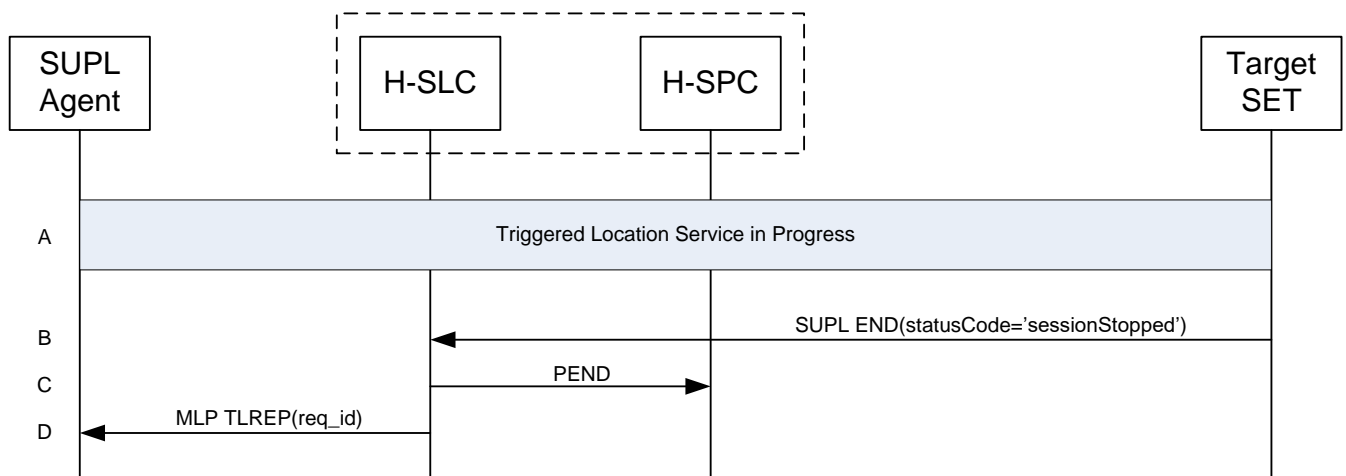 SUPL
Agent
H-SLC
H-SPC
Target
SET
A
Triggered Location Service in Progress
B
SUPL END(statusCode='sessionStopped')
C
PEND
D
MLP TLREP(req_id)